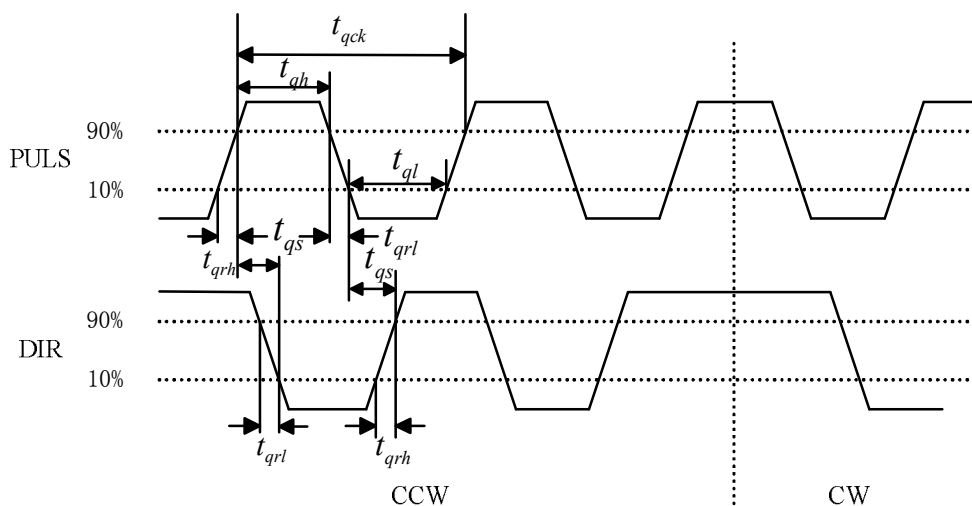 t_qck
t_qh
90%
PULS
10%
t_ql
t_qs
t_qrl
t_qrh
t_qs
90%
DIR
10%
t_qrl
t_qrh
CCW
CW